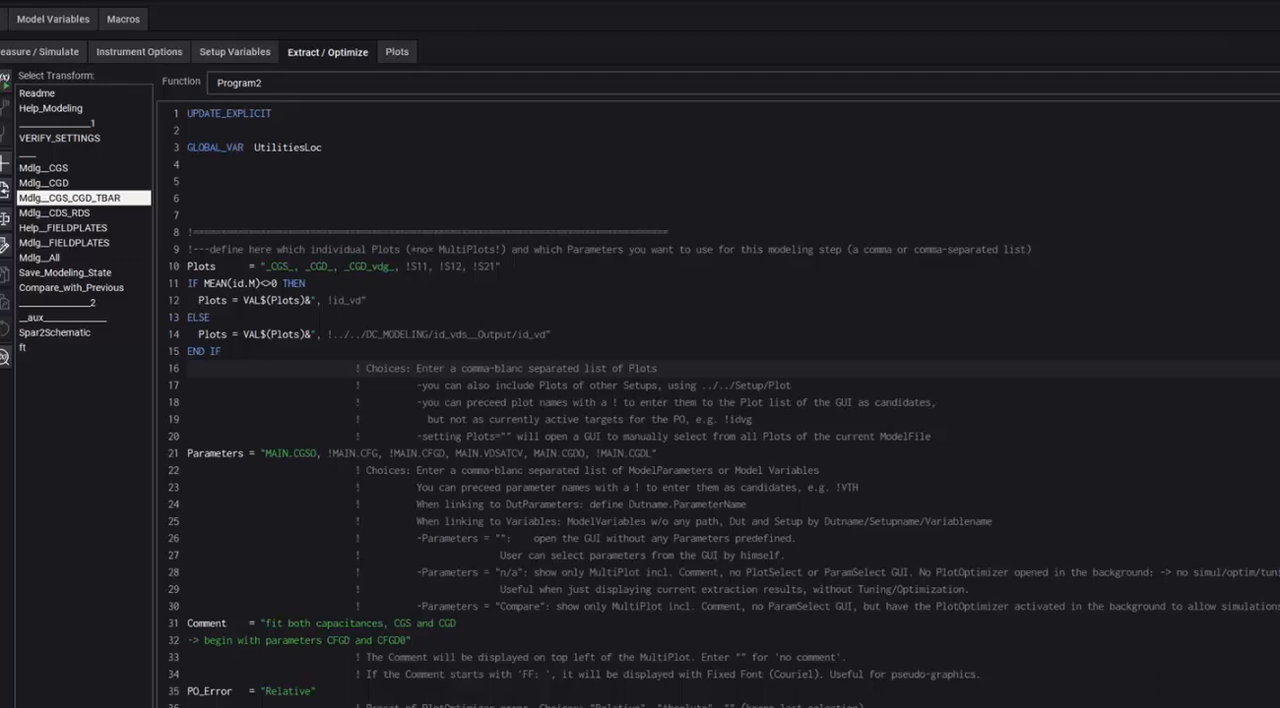 Model Variables Macros
easure / Simulate Instrument Options Setup Variables Extract / Optimize Plots
Select Transform:
Readme
Help_Modeling
____________1
VERIFY_SETTINGS
___
Mdlg__CGS
Mdlg__CGD
Mdlg__CGS_CGD_TBAR
Mdlg__CDS_RDS
Help__FIELDPLATES
Mdlg__FIELDPLATES
Mdlg__All
Save_Modeling_State
Compare_with_Previous
____________2
__aux____________
Spar2Schematic
ft
Function Program2
1 UPDATE_EXPLICIT
2
3 GLOBAL_VAR UtilitiesLoc
4
5
6
7
8 !================================================================================
9 !---define here which individual Plots (*no* MultiPlots!) and which Parameters you want to use for this modeling step (a comma or comma-separated list)
10 Plots = "_CGS_, _CGD_, _CGD_vdg_, !S11, !S12, !S21"
11 IF MEAN(id.M)<>0 THEN
12 Plots = VAL$(Plots)&", !id_vd"
13 ELSE
14 Plots = VAL$(Plots)&", !../../DC_MODELING/id_vds__Output/id_vd"
15 END IF
16 ! Choices: Enter a comma-blanc separated list of Plots
17 ! -you can also include Plots of other Setups, using ../../Setup/Plot
18 ! -you can preceed plot names with a ! to enter them to the Plot list of the GUI as candidates,
19 ! but not as currently active targets for the PO, e.g. !idvg
20 ! -setting Plots="" will open a GUI to manually select from all Plots of the current ModelFile
21 Parameters = "MAIN.CGSO, !MAIN.CFG, !MAIN.CFGD, MAIN.VDSATCV, MAIN.CGDO, !MAIN.CGDL"
22 ! Choices: Enter a comma-blanc separated list of ModelParameters or Model Variables
23 ! You can preceed parameter names with a ! to enter them as candidates, e.g. !VTH
24 ! When linking to DutParameters: define Dutname.ParameterName
25 ! When linking to Variables: ModelVariables w/o any path, Dut and Setup by Dutname/Setupname/Variablename
26 ! -Parameters = "": open the GUI without any Parameters predefined.
27 ! User can select parameters from the GUI by himself.
28 ! -Parameters = "n/a": show only MultiPlot incl. Comment, no PlotSelect or ParamSelect GUI. No PlotOptimizer opened in the background: -> no simul/optim/tuni
29 ! Useful when just displaying current extraction results, without Tuning/Optimization.
30 ! -Parameters = "Compare": show only MultiPlot incl. Comment, no ParamSelect GUI, but have the PlotOptimizer activated in the background to allow simulations
31 Comment = "fit both capacitances, CGS and CGD
32 -> begin with parameters CFGD and CFGD0"
33 ! The Comment will be displayed on top left of the MultiPlot. Enter "" for 'no comment'.
34 ! If the Comment starts with 'FF: ', it will be displayed with Fixed Font (Couriel). Useful for pseudo-graphics.
35 PO_Error = "Relative"